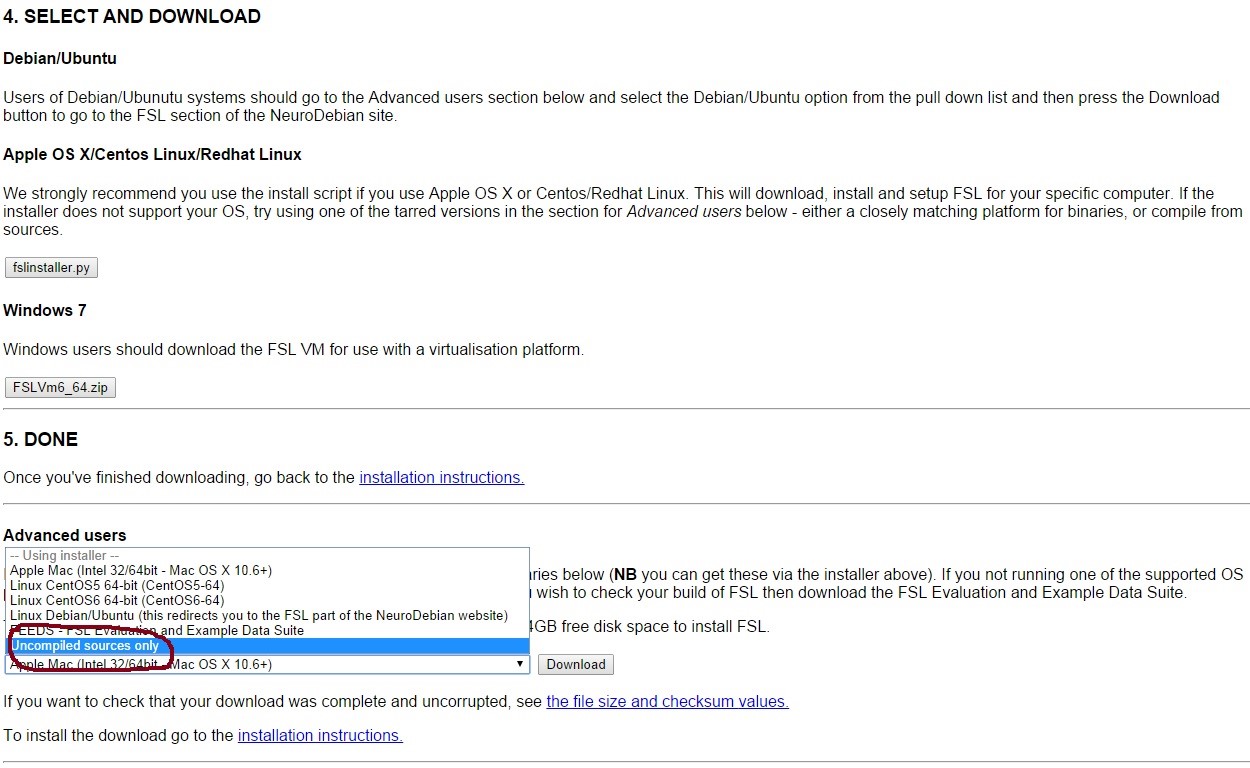 4. SELECT AND DOWNLOAD
Debian/Ubuntu
Users of Debian/Ubunutu systems should go to the Advanced users section below and select the Debian/Ubuntu option from the pull down list and then press the Download
button to go to the FSL section of the NeuroDebian site.
Apple OS X/Centos Linux/Redhat Linux
We strongly recommend you use the install script if you use Apple OS X or Centos/Redhat Linux. This will download, install and setup FSL for your specific computer. If the
installer does not support your OS, try using one of the tarred versions in the section for Advanced users below - either a closely matching platform for binaries, or compile from
sources.
fslinstaller.py
Windows 7
Windows users should download the FSL VM for use with a virtualisation platform.
FSLVm6_64.zip
5. DONE
Once you've finished downloading, go back to the installation instructions.
Advanced users
-- Using installer --
Apple Mac (Intel 32/64bit - Mac OS X 10.6+)
ries below (NB you can get these via the installer above). If you not running one of the supported OS
Linux CentOS5 64-bit (CentOS5-64)
wish to check your build of FSL then download the FSL Evaluation and Example Data Suite.
Linux CentOS6 64-bit (CentOS6-64)
Linux Debian/Ubuntu (this redirects you to the FSL part of the NeuroDebian website)
FEEDS - FSL Evaluation and Example Data Suite
4GB free disk space to install FSL.
Uncompiled sources only
Apple Mac (Intel 32/64bit - Mac OS X 10.6+)
Download
If you want to check that your download was complete and uncorrupted, see the file size and checksum values.
To install the download go to the installation instructions.